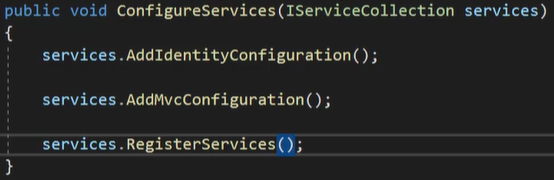 public void ConfigureServices(IServiceCollection services)
{
services.AddIdentityConfiguration();
services.AddMvcConfiguration();
services.RegisterServices();
}